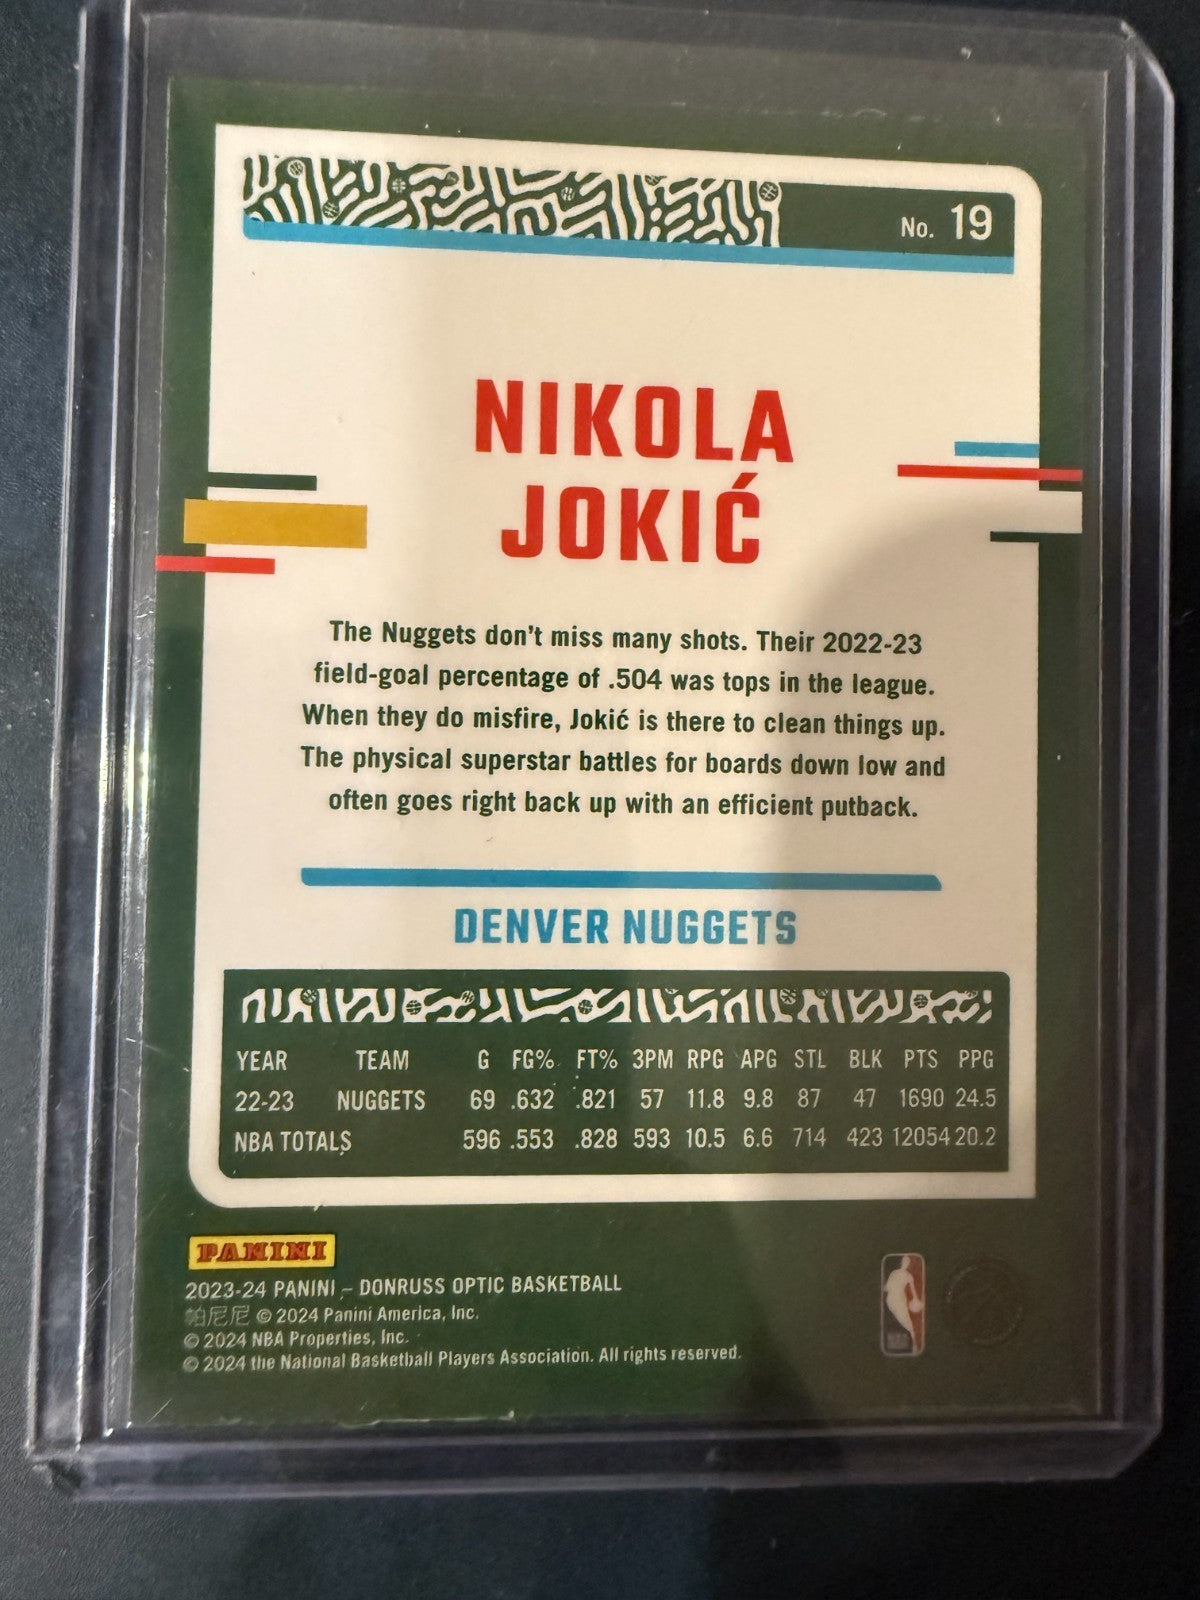 No. 19
NIKOLA
JOKIĆ
The Nuggets don't miss many shots. Their 2022-23
field-goal percentage of .504 was tops in the league.
When they do misfire, Jokić is there to clean things up.
The physical superstar battles for boards down low and
often goes right back up with an efficient putback.
DENVER NUGGETS
YEAR TEAM G FG% FT% 3PM RPG APG STL BLK PTS PPG
22-23 NUGGETS 69 .632 .821 57 11.8 9.8 87 47 1690 24.5
NBA TOTALS 596 .553 .828 593 10.5 6.6 714 423 12054 20.2
PANINI
2023-24 PANINI – DONRUSS OPTIC BASKETBALL
帕尼尼 © 2024 Panini America, Inc.
© 2024 NBA Properties, Inc.
© 2024 the National Basketball Players Association. All rights reserved.
NBA